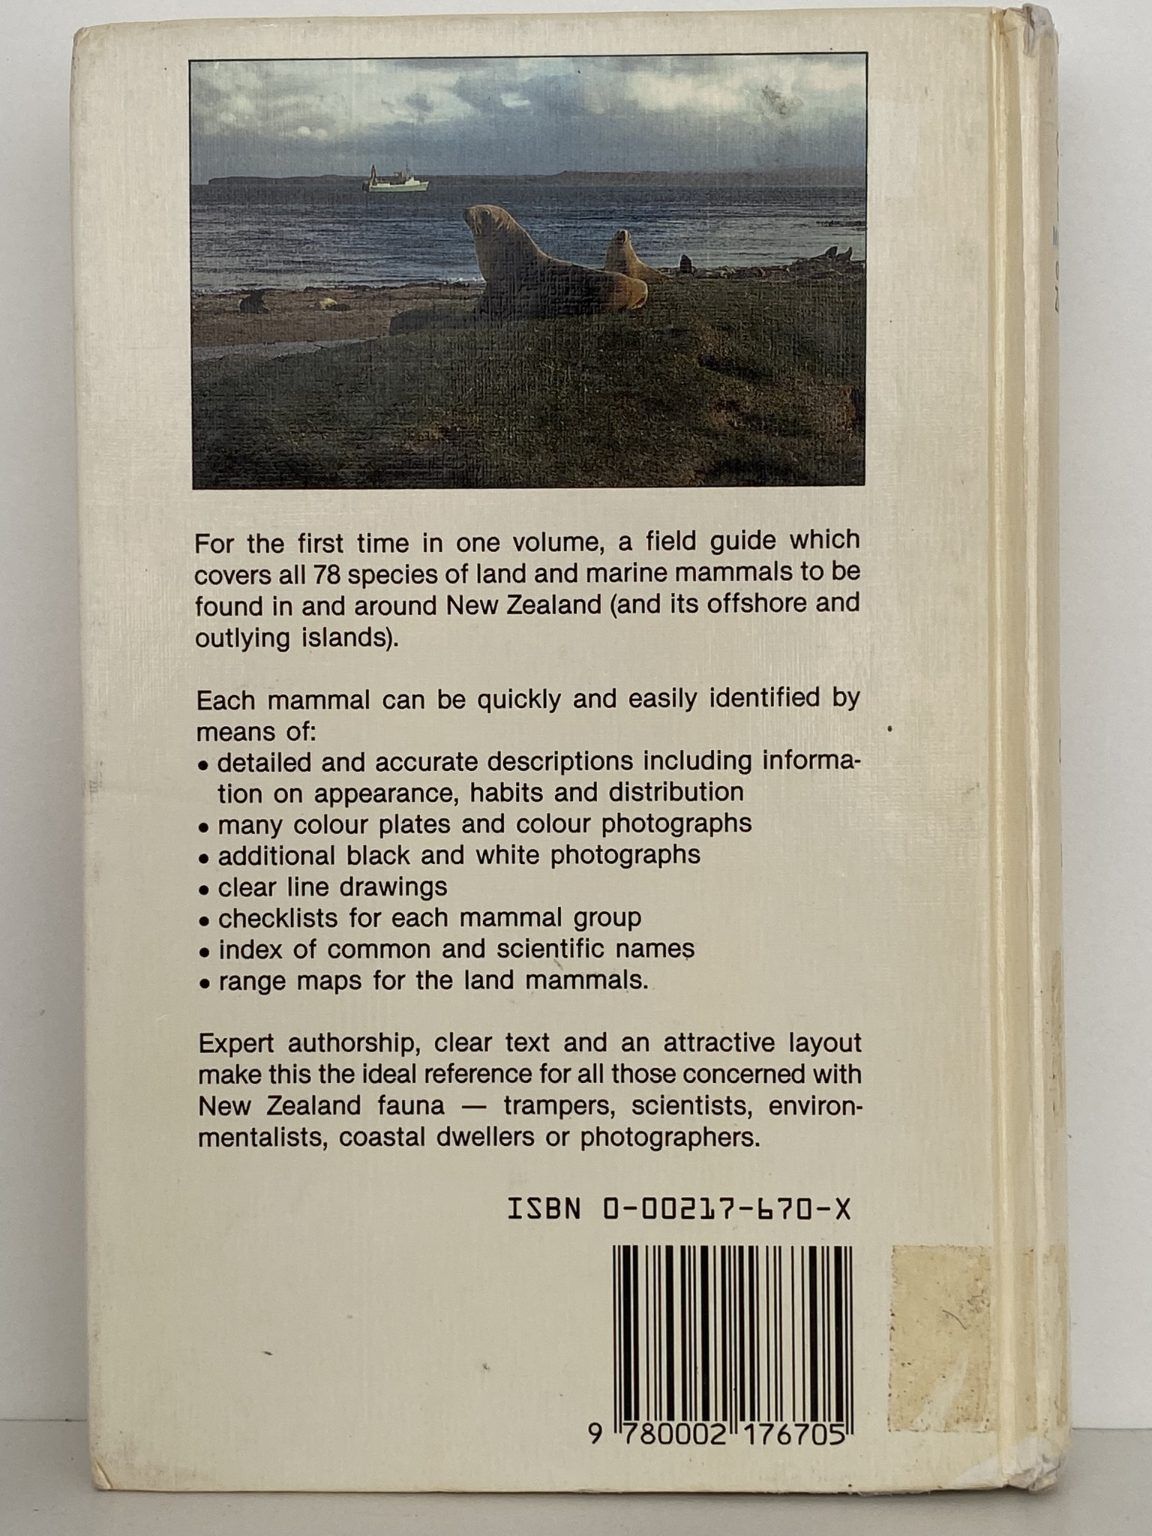 For the first time in one volume, a field guide which
covers all 78 species of land and marine mammals to be
found in and around New Zealand (and its offshore and
outlying islands).
Each mammal can be quickly and easily identified by
means of:
• detailed and accurate descriptions including informa-
tion on appearance, habits and distribution
• many colour plates and colour photographs
• additional black and white photographs
• clear line drawings
• checklists for each mammal group
• index of common and scientific names
• range maps for the land mammals.
Expert authorship, clear text and an attractive layout
make this the ideal reference for all those concerned with
New Zealand fauna — trampers, scientists, environ-
mentalists, coastal dwellers or photographers.
ISBN 0-00217-670-X
9 780002 176705